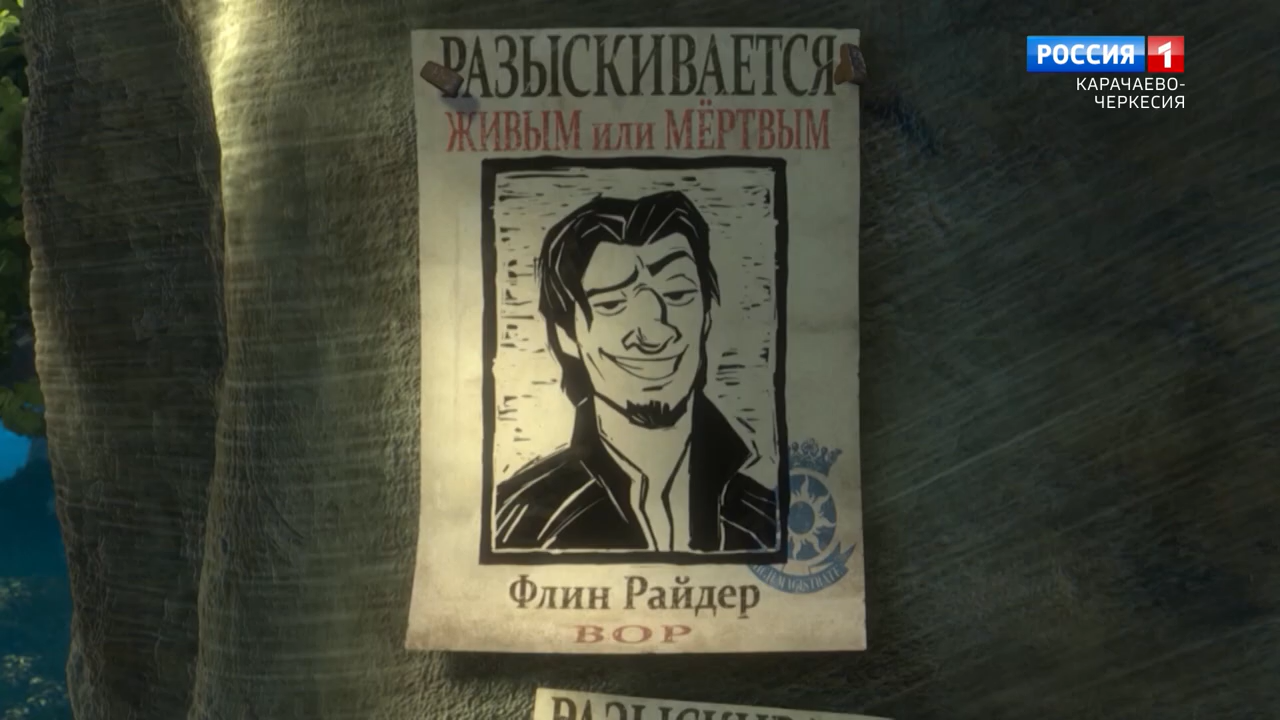 РАЗЫСКИВАЕТСЯ
ЖИВЫМ или МЁРТВЫМ
Флин Райдер
ВОР
РОССИЯ 1
КАРАЧАЕВО-
ЧЕРКЕСИЯ